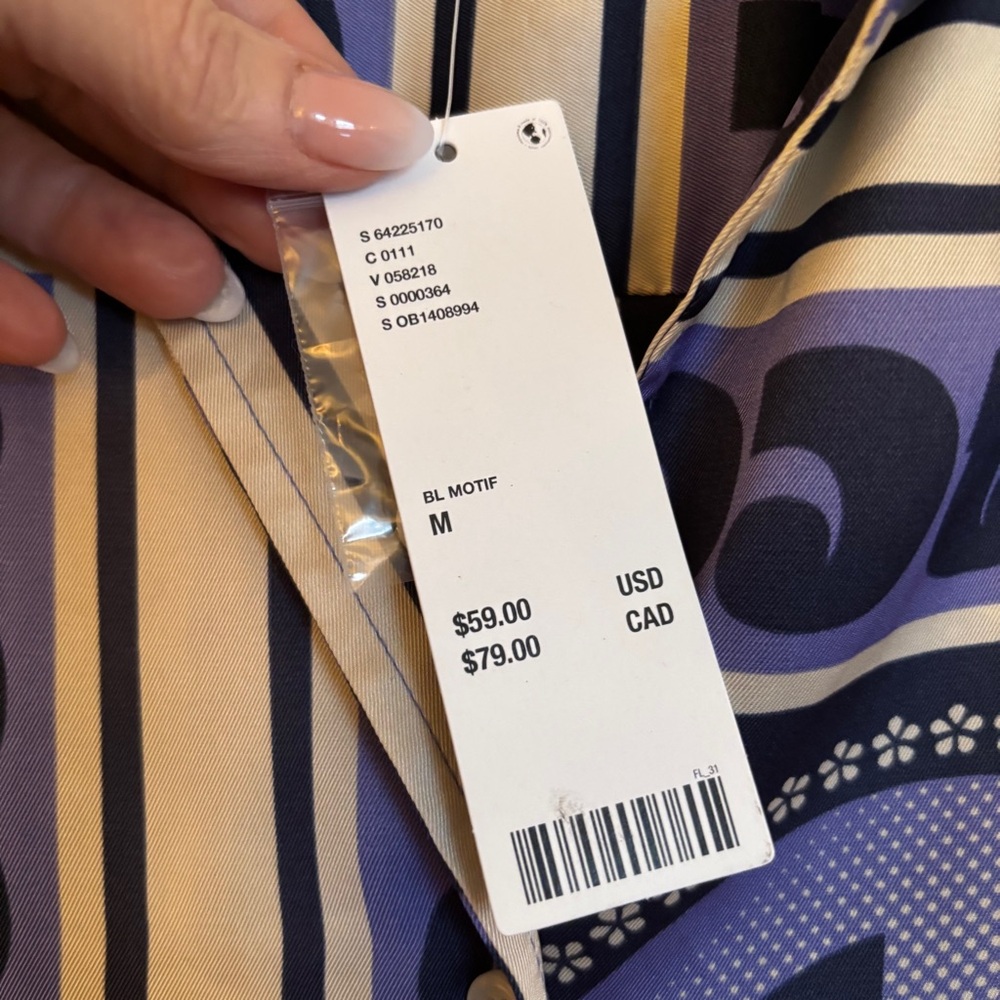 S 64225170
C 0111
V 058218
S 0000364
S OB1408994
BL MOTIF
M
$59.00 USD
$79.00 CAD
FL_31